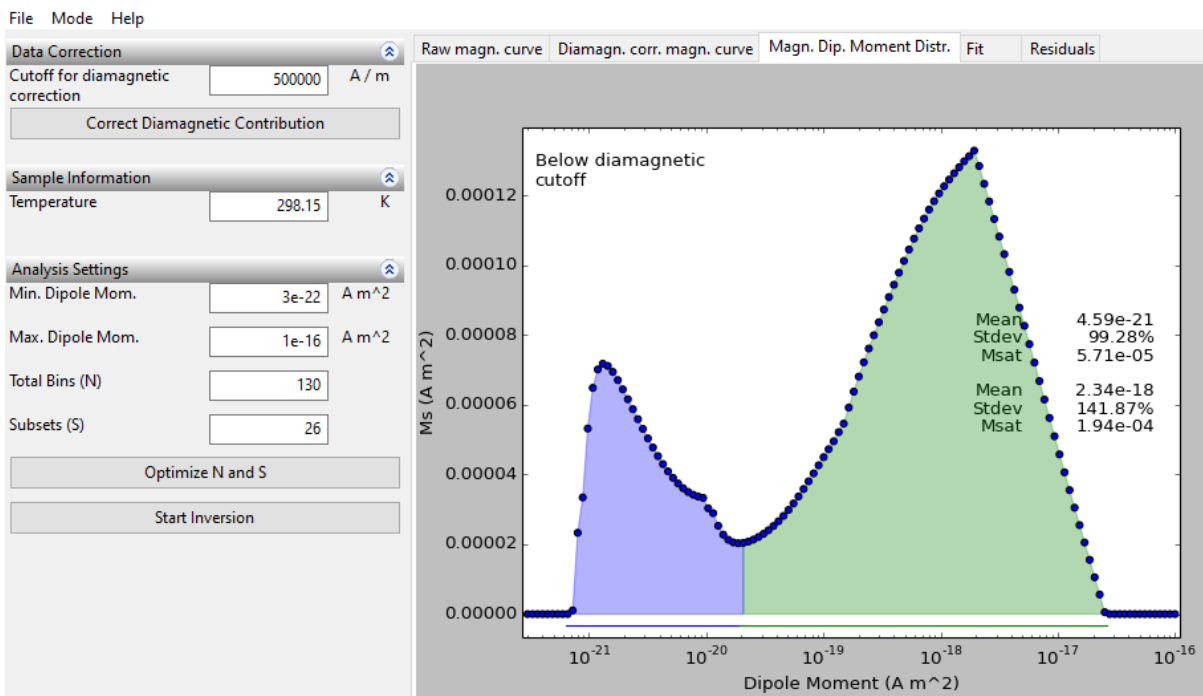 File Mode Help
Data Correction
Cutoff for diamagnetic
correction
500000 A / m
Correct Diamagnetic Contribution
Sample Information
Temperature 298.15 K
Analysis Settings
Min. Dipole Mom. 3e-22 A m^2
Max. Dipole Mom. 1e-16 A m^2
Total Bins (N) 130
Subsets (S) 26
Optimize N and S
Start Inversion
Raw magn. curve Diamagn. corr. magn. curve Magn. Dip. Moment Distr. Fit Residuals
Below diamagnetic
cutoff
Mean 4.59e-21
Stdev 99.28%
Msat 5.71e-05
Mean 2.34e-18
Stdev 141.87%
Msat 1.94e-04
Ms (A m^2)
0.00012
0.00010
0.00008
0.00006
0.00004
0.00002
0.00000
10^-21 10^-20 10^-19 10^-18 10^-17 10^-16
Dipole Moment (A m^2)